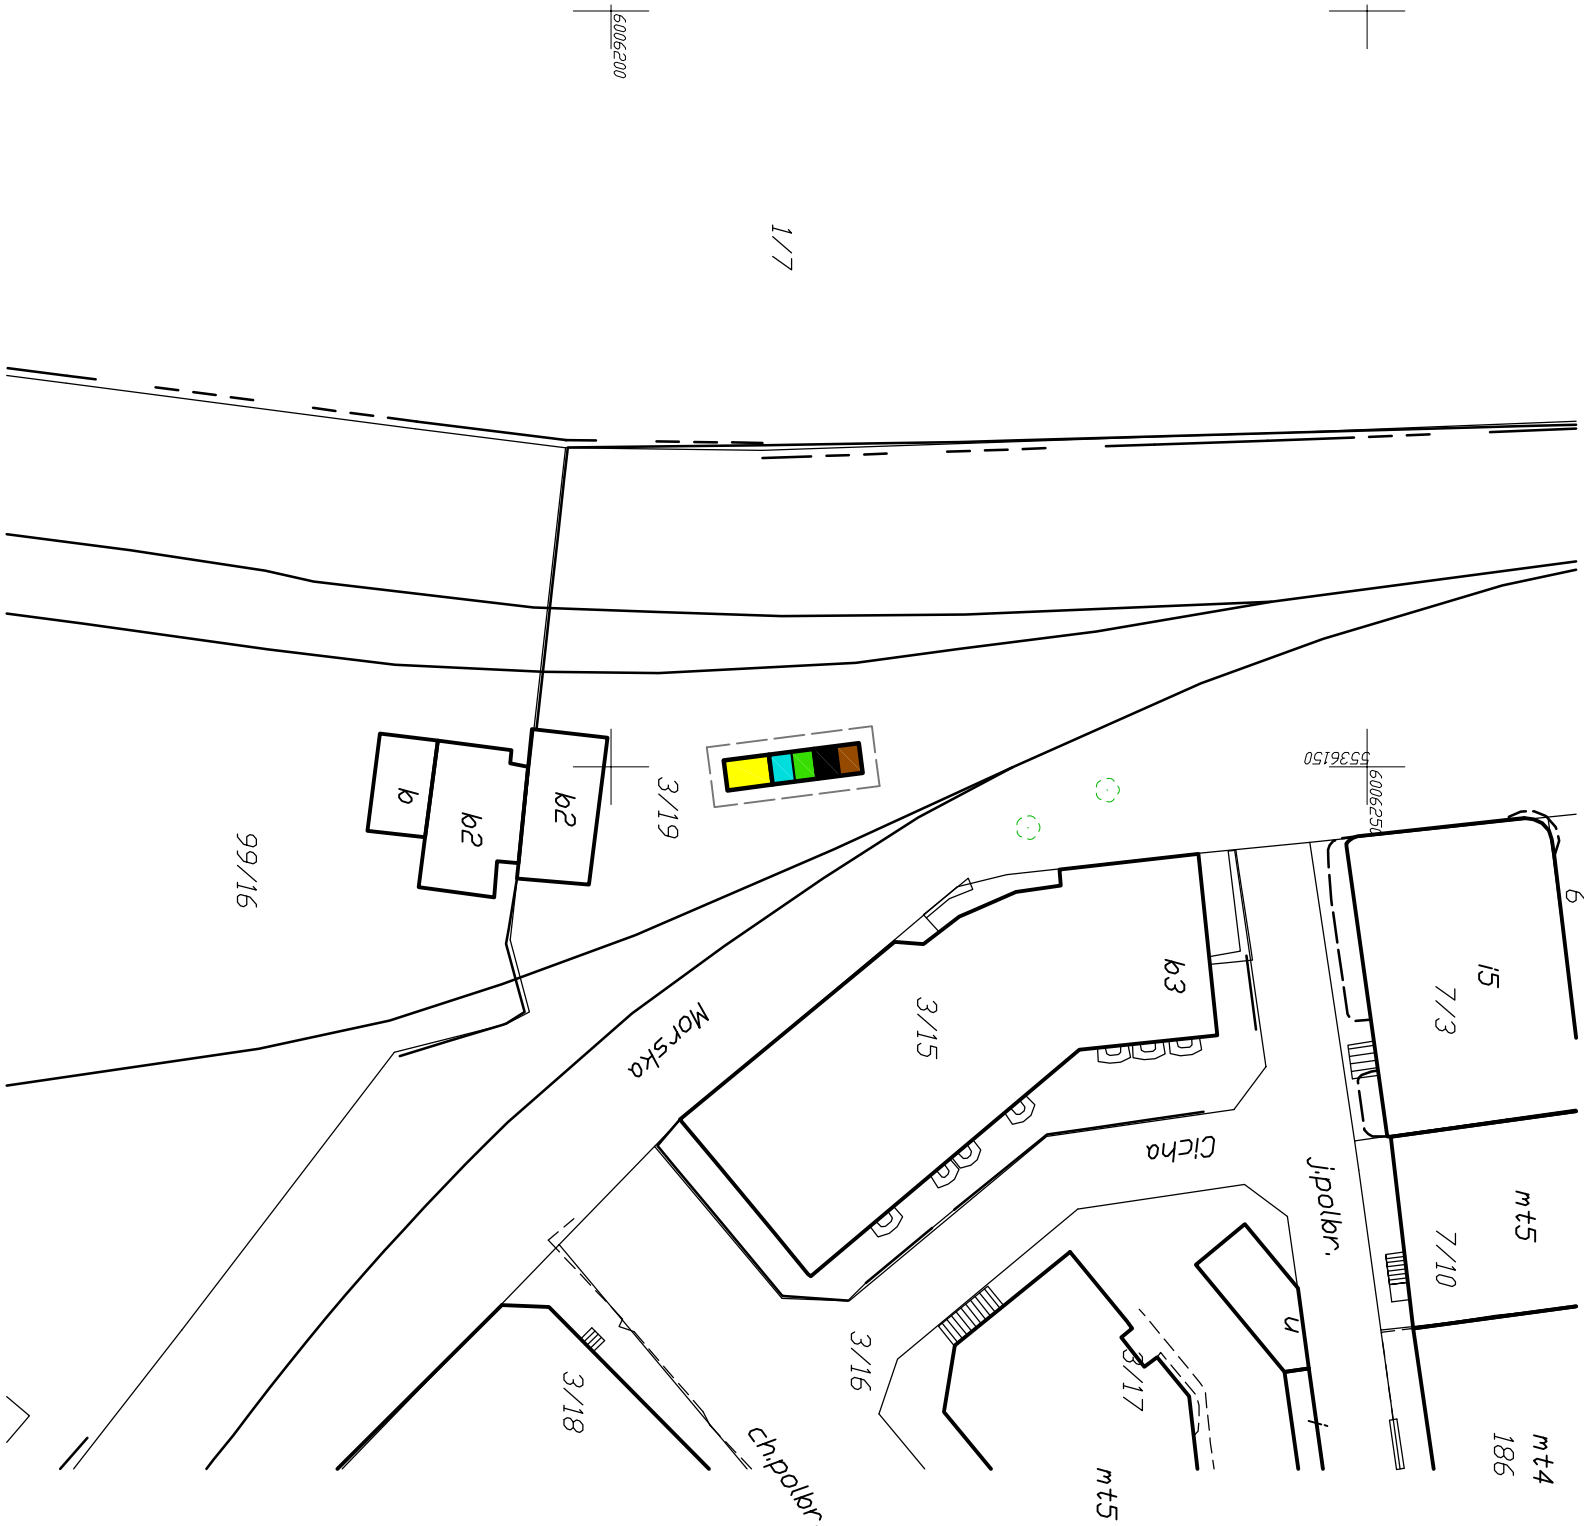 6006200
1/7
5536150
6006250
3/19
b
b2
b2
99/16
6
i5
7/3
b3
3/15
Morska
Cicha
j.polbr.
mt5
7/10
u
3/16
3/17
3/18
i
ch.polbr.
mt4
186
mt5